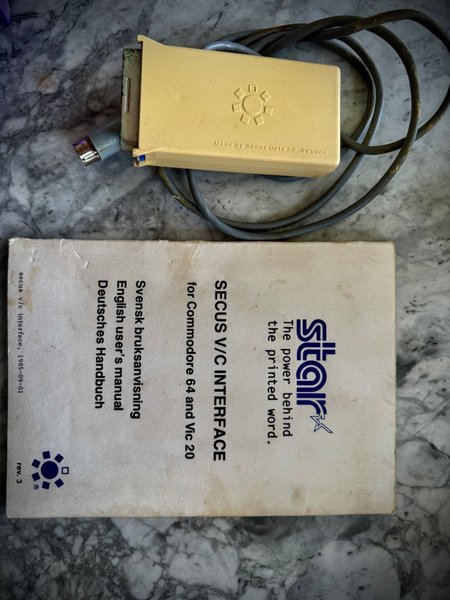 Made by Secus Data AB, Sweden
star
The power behind
the printed word.
SECUS V/C INTERFACE
for Commodore 64 and Vic 20
Svensk bruksanvisning
English user's manual
Deutsches Handbuch
secus v/c interface, 1985-09-01
rev. 3
®